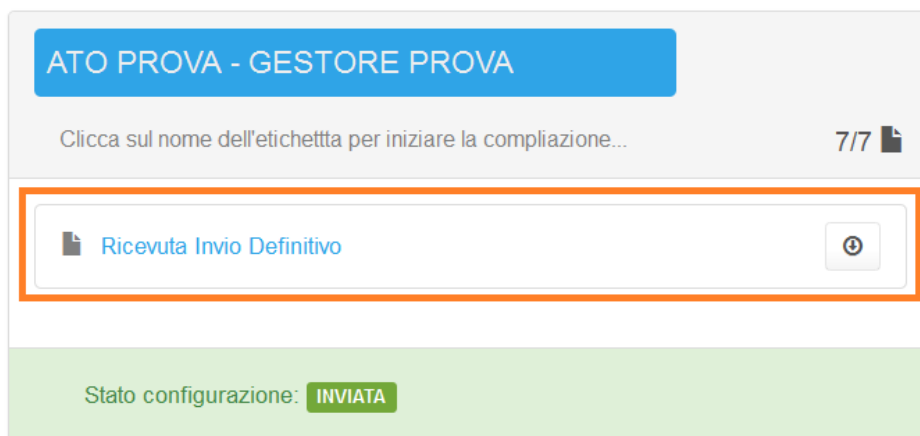 ATO PROVA - GESTORE PROVA
Clicca sul nome dell'etichettta per iniziare la compliazione...
7/7
Ricevuta Invio Definitivo
Stato configurazione: INVIATA